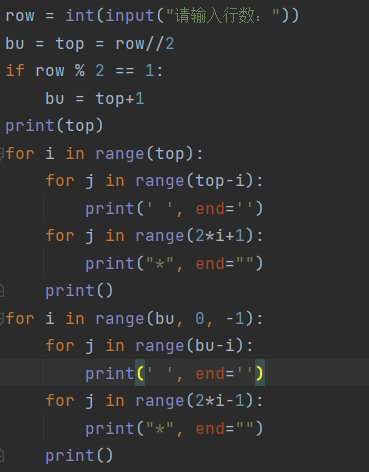 row = int(input("请输入行数："))
bu = top = row//2
if row % 2 == 1:
    bu = top+1
print(top)
for i in range(top):
    for j in range(top-i):
        print(' ', end='')
    for j in range(2*i+1):
        print("*", end="")
    print()
for i in range(bu, 0, -1):
    for j in range(bu-i):
        print(' ', end='')
    for j in range(2*i-1):
        print("*", end="")
    print()